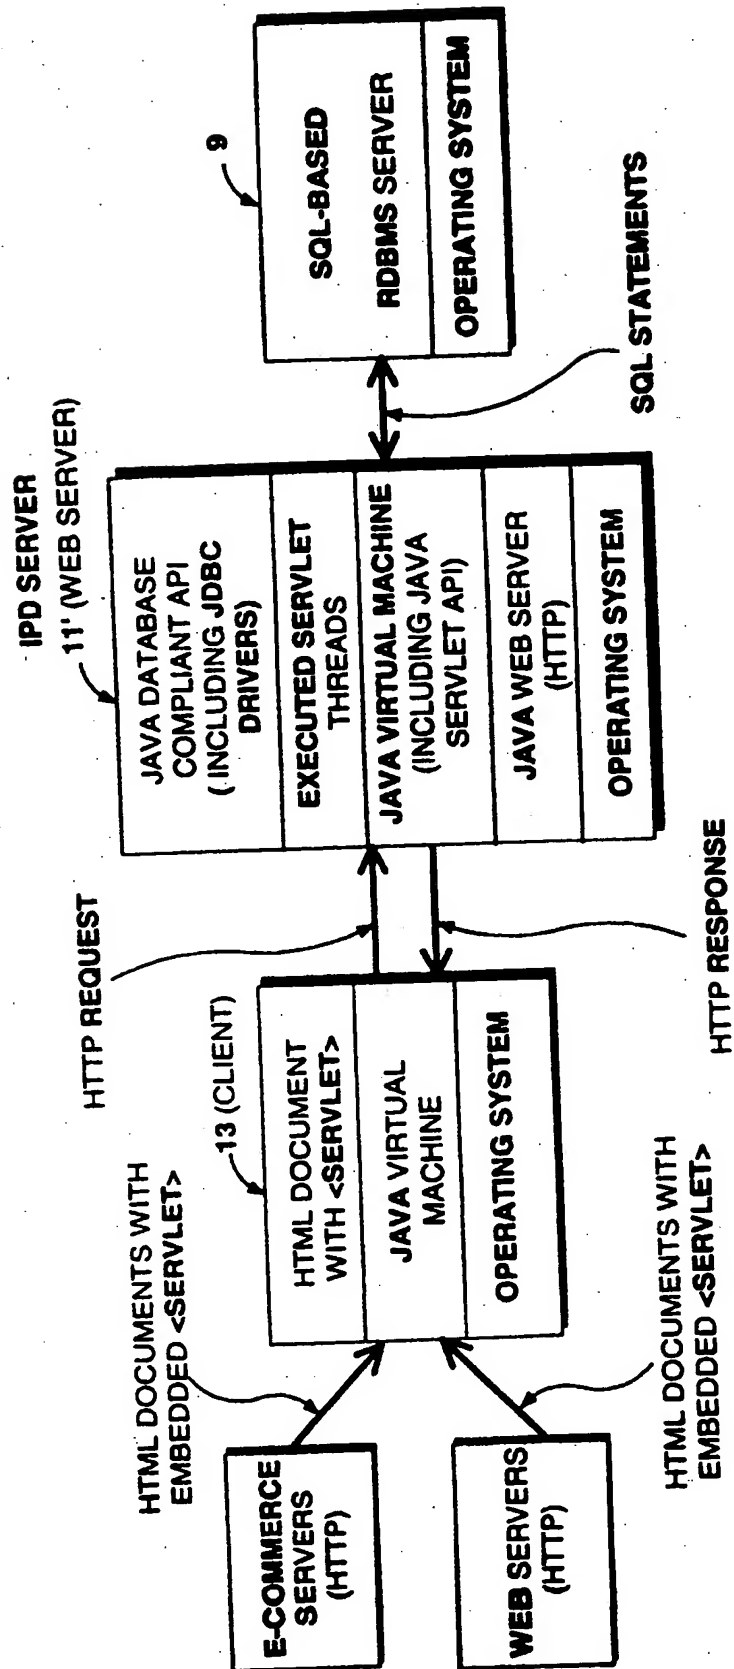 E-COMMERCE
SERVERS
(HTTP)
WEB SERVERS
(HTTP)
HTML DOCUMENTS WITH
EMBEDDED <SERVLET>
HTML DOCUMENTS WITH
EMBEDDED <SERVLET>
13 (CLIENT)
HTML DOCUMENT
WITH <SERVLET>
JAVA VIRTUAL
MACHINE
OPERATING SYSTEM
HTTP REQUEST
HTTP RESPONSE
IPD SERVER
11' (WEB SERVER)
JAVA DATABASE
COMPLIANT API
( INCLUDING JDBC
DRIVERS)
EXECUTED SERVLET
THREADS
JAVA VIRTUAL MACHINE
(INCLUDING JAVA
SERVLET API)
JAVA WEB SERVER
(HTTP)
OPERATING SYSTEM
SQL STATEMENTS
9
SQL-BASED
RDBMS SERVER
OPERATING SYSTEM